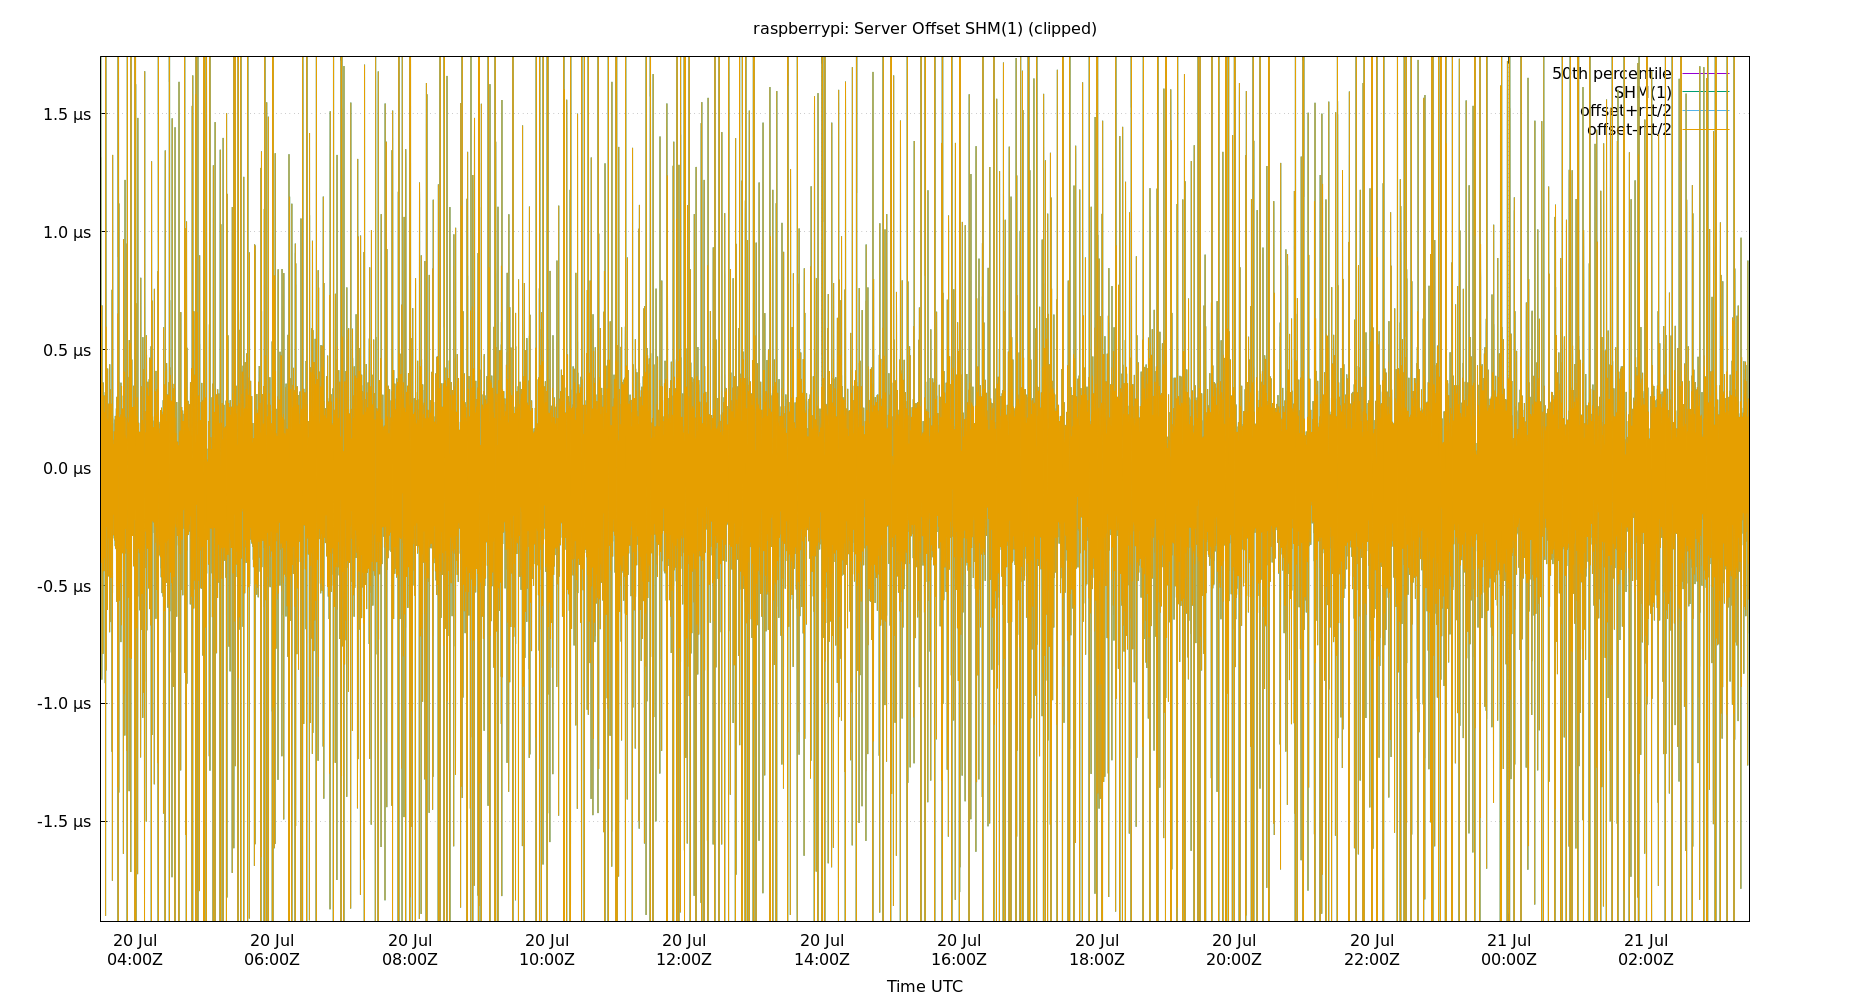 raspberrypi: Server Offset SHM(1) (clipped)
50th percentile
SHM(1)
offset+rtt/2
offset-rtt/2
1.5 µs
1.0 µs
0.5 µs
0.0 µs
-0.5 µs
-1.0 µs
-1.5 µs
20 Jul 20 Jul 20 Jul 20 Jul 20 Jul 20 Jul 20 Jul 20 Jul 20 Jul 20 Jul 21 Jul 21 Jul
04:00Z 06:00Z 08:00Z 10:00Z 12:00Z 14:00Z 16:00Z 18:00Z 20:00Z 22:00Z 00:00Z 02:00Z
Time UTC